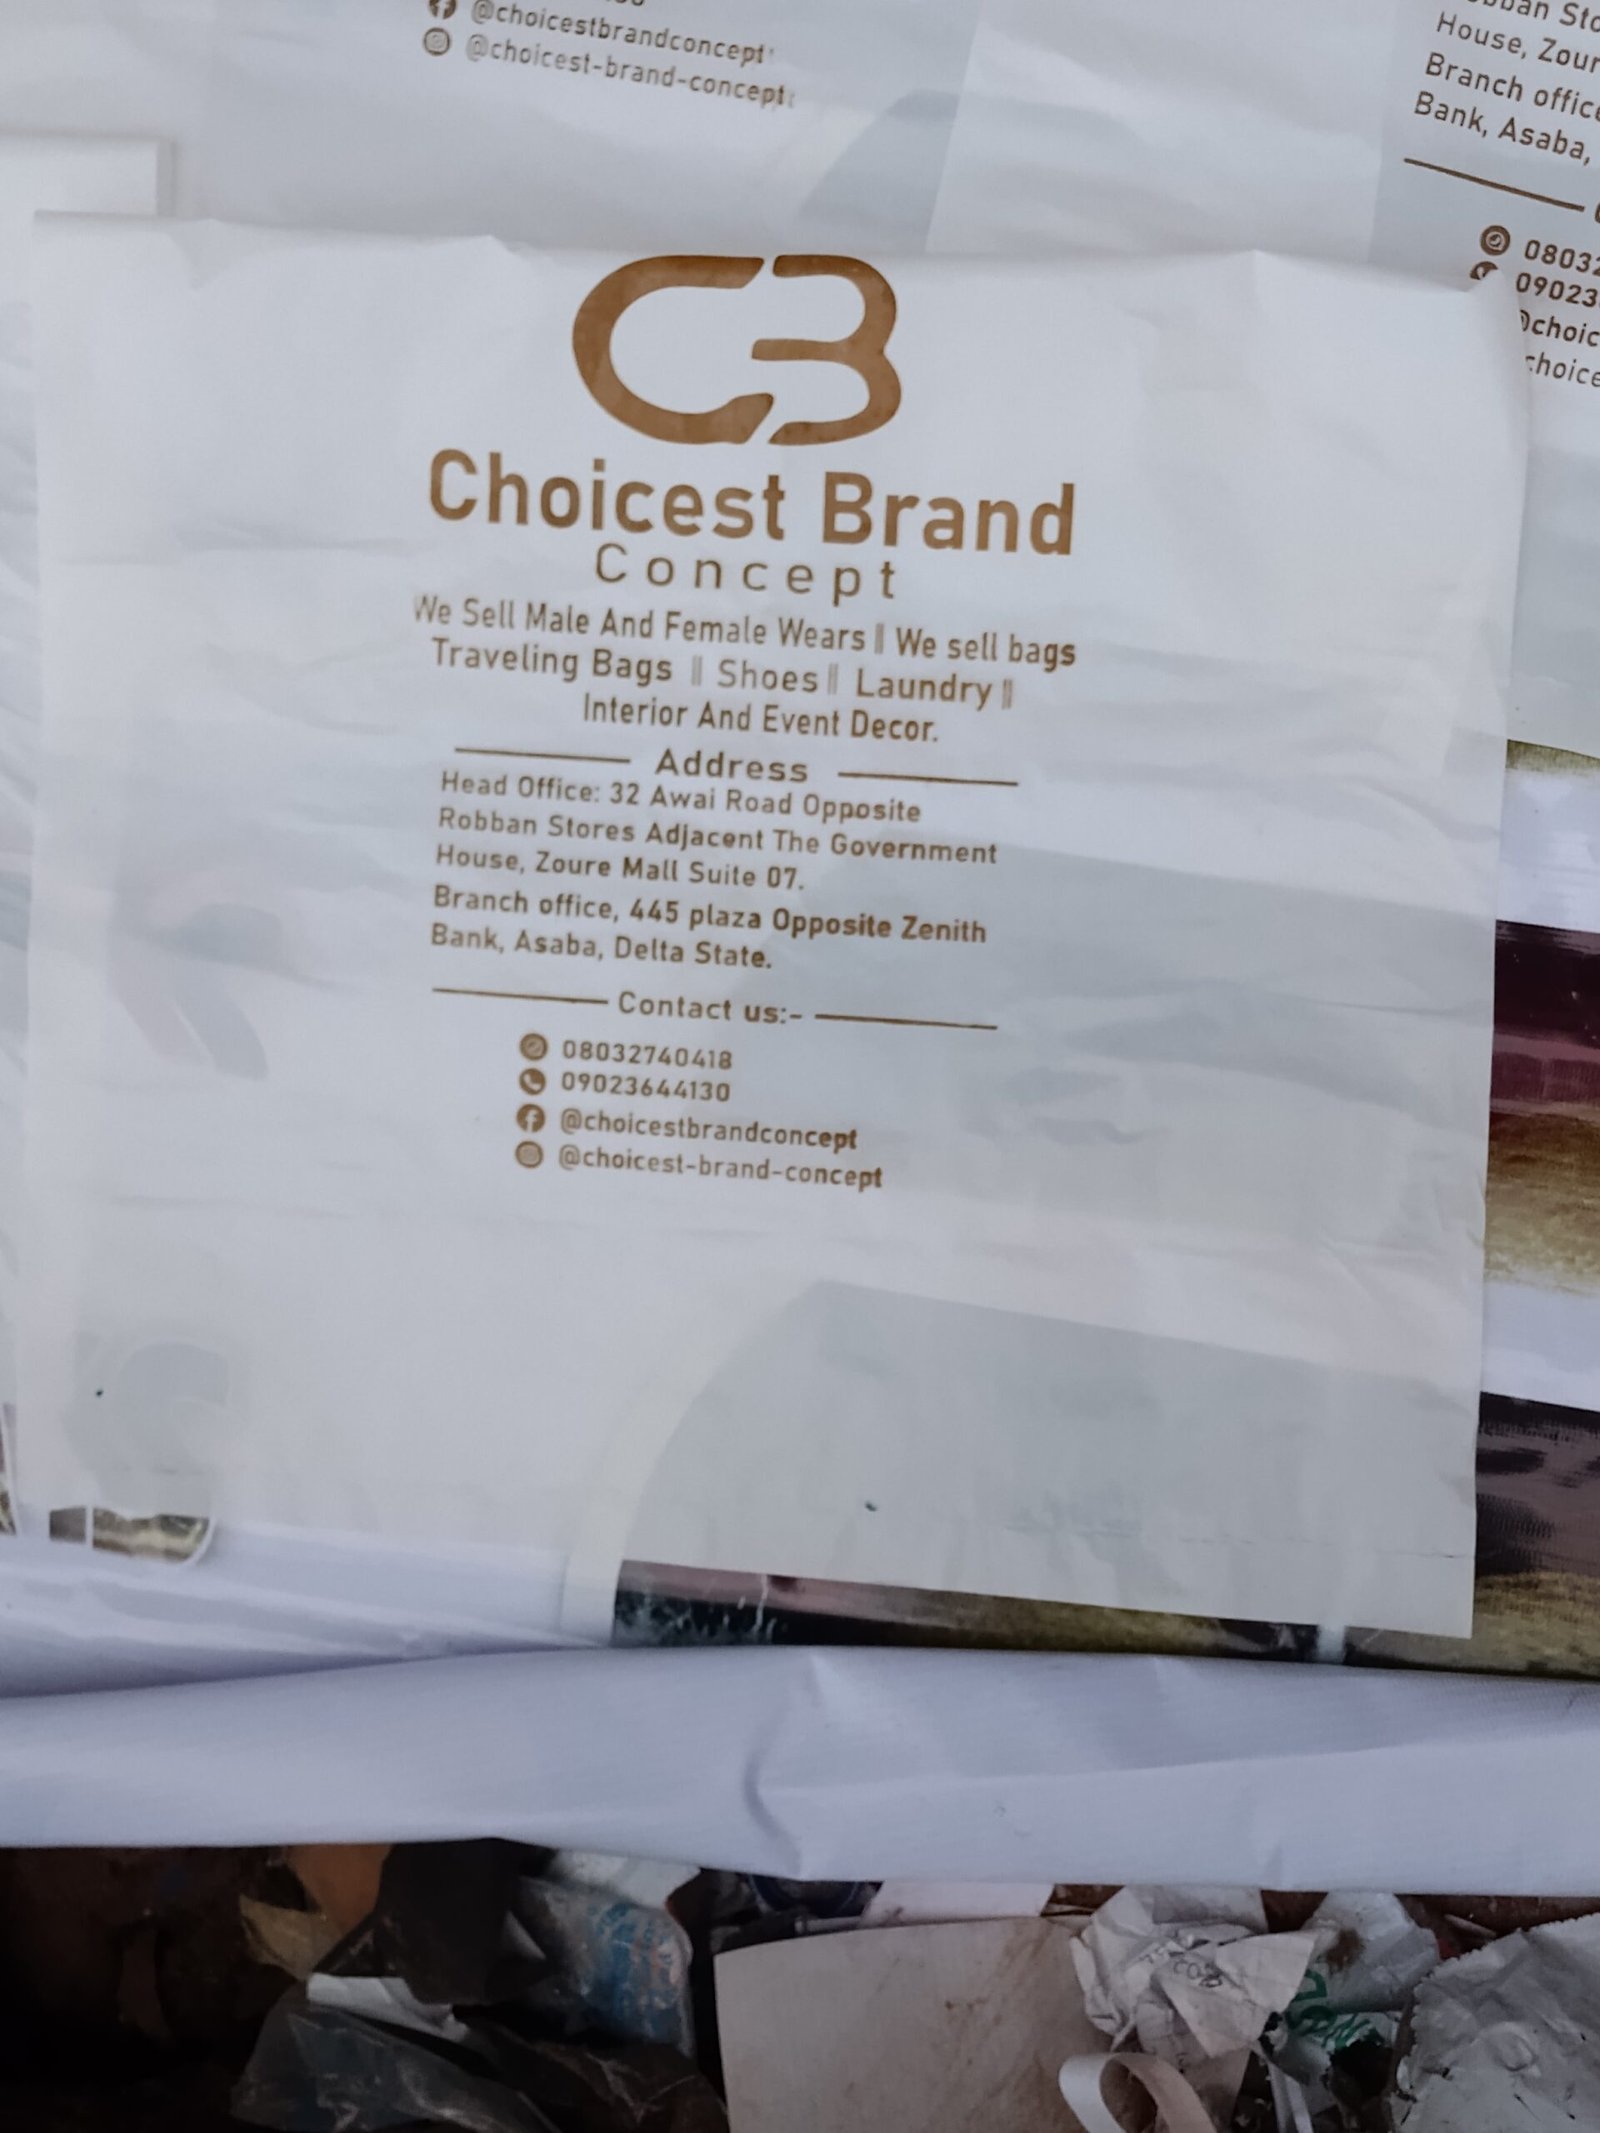 @choicestbrandconcept
@choicest-brand-concept
House, Zour
Branch office
Bank, Asaba,
08032
09023
CB
Choicest Brand
Concept
We Sell Male And Female Wears || We sell bags
Traveling Bags || Shoes || Laundry ||
Interior And Event Decor.
Address
Head Office: 32 Awai Road Opposite
Robban Stores Adjacent The Government
House, Zoure Mall Suite 07.
Branch office, 445 plaza Opposite Zenith
Bank, Asaba, Delta State.
Contact us:-
08032740418
09023644130
@choicestbrandconcept
@choicest-brand-concept